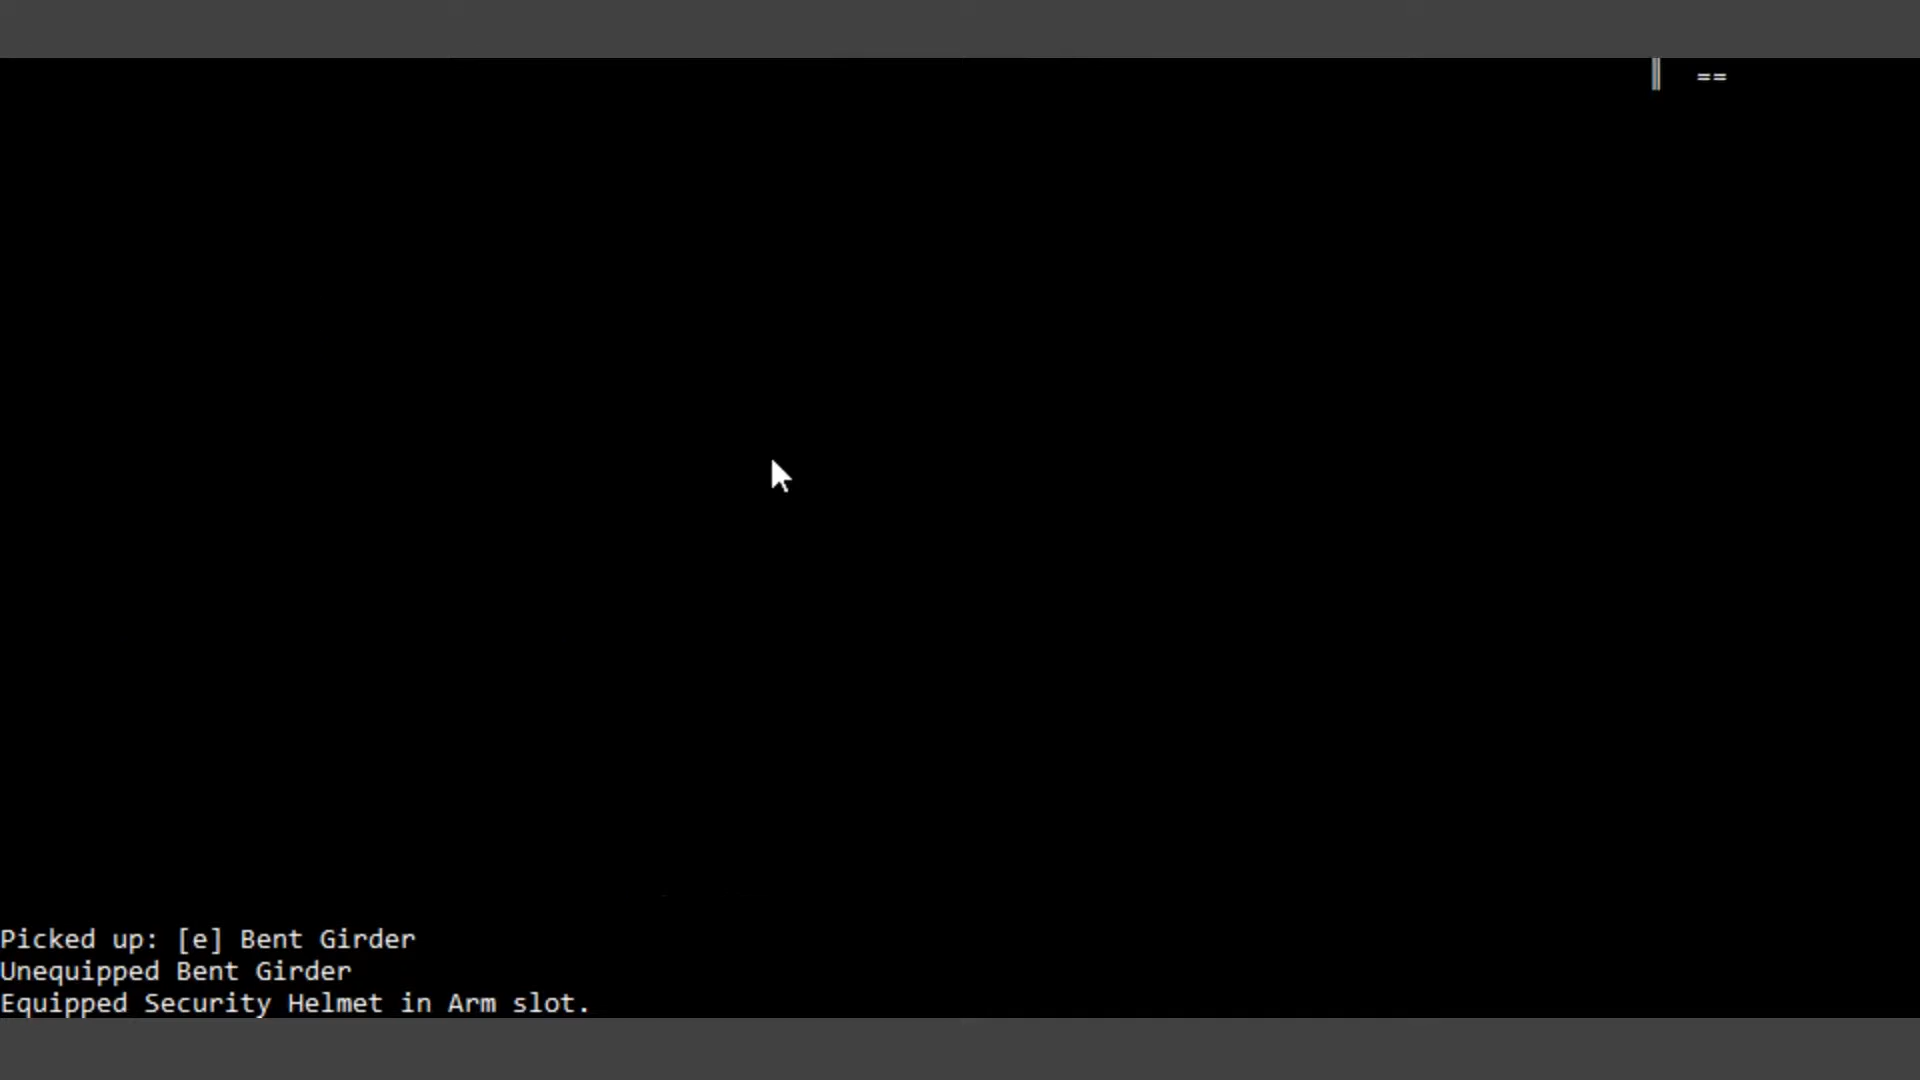 ║ ==
Picked up: [e] Bent Girder
Unequipped Bent Girder
Equipped Security Helmet in Arm slot.